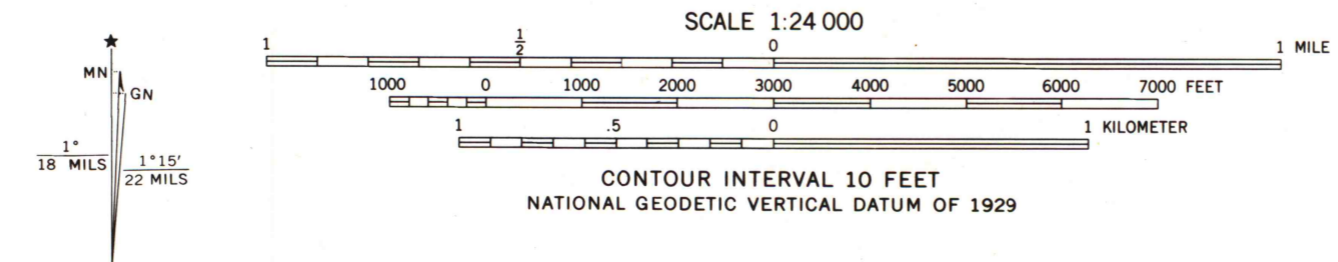 SCALE 1:24 000
1 1/2 0 1 MILE
1000 0 1000 2000 3000 4000 5000 6000 7000 FEET
1 .5 0 1 KILOMETER
CONTOUR INTERVAL 10 FEET
NATIONAL GEODETIC VERTICAL DATUM OF 1929
★
MN
GN
1°
18 MILS
1°15′
22 MILS